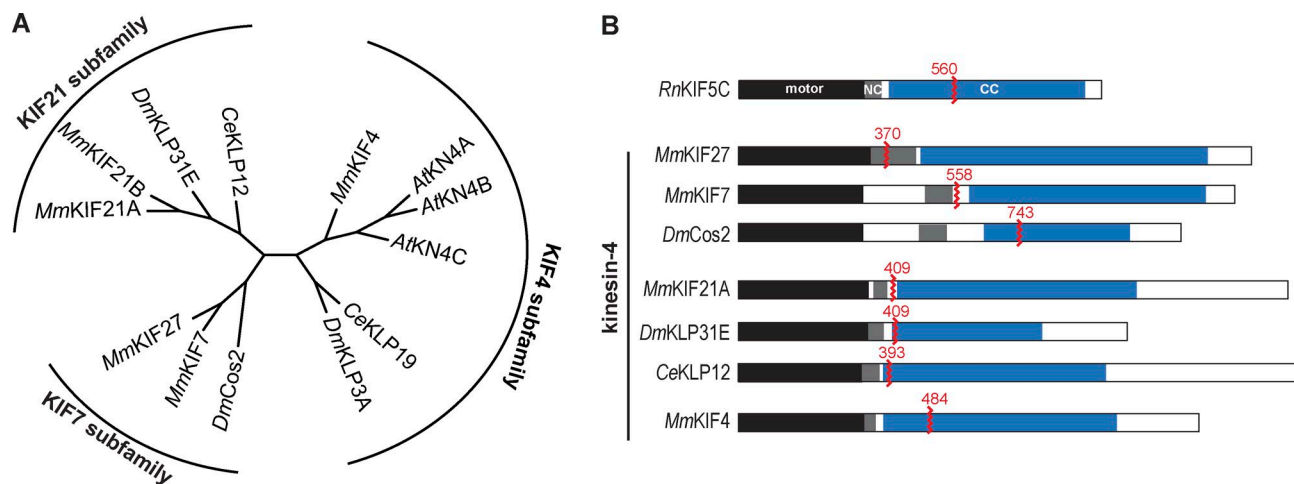 A
KIF21 subfamily
MmKIF21A
MmKIF21B
DmKLP31E
CeKLP12
MmKIF4
AtKN4A
AtKN4B
AtKN4C
KIF4 subfamily
CeKLP19
DmKLP3A
DmCos2
MmKIF7
MmKIF27
KIF7 subfamily
B
560
RnKIF5C motor NC CC
kinesin-4
370
MmKIF27
558
MmKIF7
743
DmCos2
409
MmKIF21A
409
DmKLP31E
393
CeKLP12
484
MmKIF4